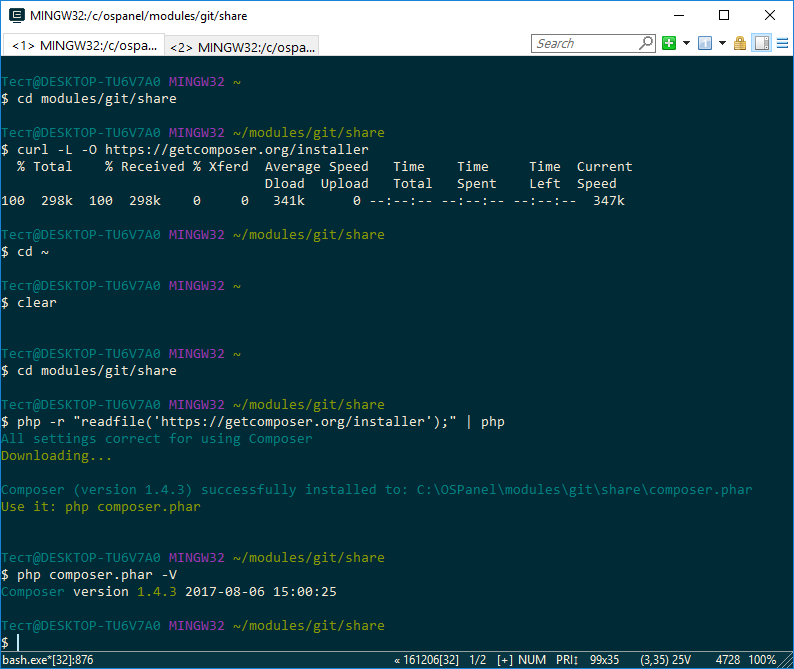 MINGW32:/c/ospanel/modules/git/share
<1> MINGW32:/c/ospa... <2> MINGW32:/c/ospa... Search
Тест@DESKTOP-TU6V7A0 MINGW32 ~
$ cd modules/git/share
Тест@DESKTOP-TU6V7A0 MINGW32 ~/modules/git/share
$ curl -L -O https://getcomposer.org/installer
% Total % Received % Xferd Average Speed Time Time Time Current
Dload Upload Total Spent Left Speed
100 298k 100 298k 0 0 341k 0 --:--:-- --:--:-- --:--:-- 347k
Тест@DESKTOP-TU6V7A0 MINGW32 ~/modules/git/share
$ cd ~
Тест@DESKTOP-TU6V7A0 MINGW32 ~
$ clear
Тест@DESKTOP-TU6V7A0 MINGW32 ~
$ cd modules/git/share
Тест@DESKTOP-TU6V7A0 MINGW32 ~/modules/git/share
$ php -r "readfile('https://getcomposer.org/installer');" | php
All settings correct for using Composer
Downloading...
Composer (version 1.4.3) successfully installed to: C:\OSPanel\modules\git\share\composer.phar
Use it: php composer.phar
Тест@DESKTOP-TU6V7A0 MINGW32 ~/modules/git/share
$ php composer.phar -V
Composer version 1.4.3 2017-08-06 15:00:25
Тест@DESKTOP-TU6V7A0 MINGW32 ~/modules/git/share
$
bash.exe*[32]:876 « 161206[32] 1/2 [+] NUM PRI↕ 99x35 (3,35) 25V 4728 100%